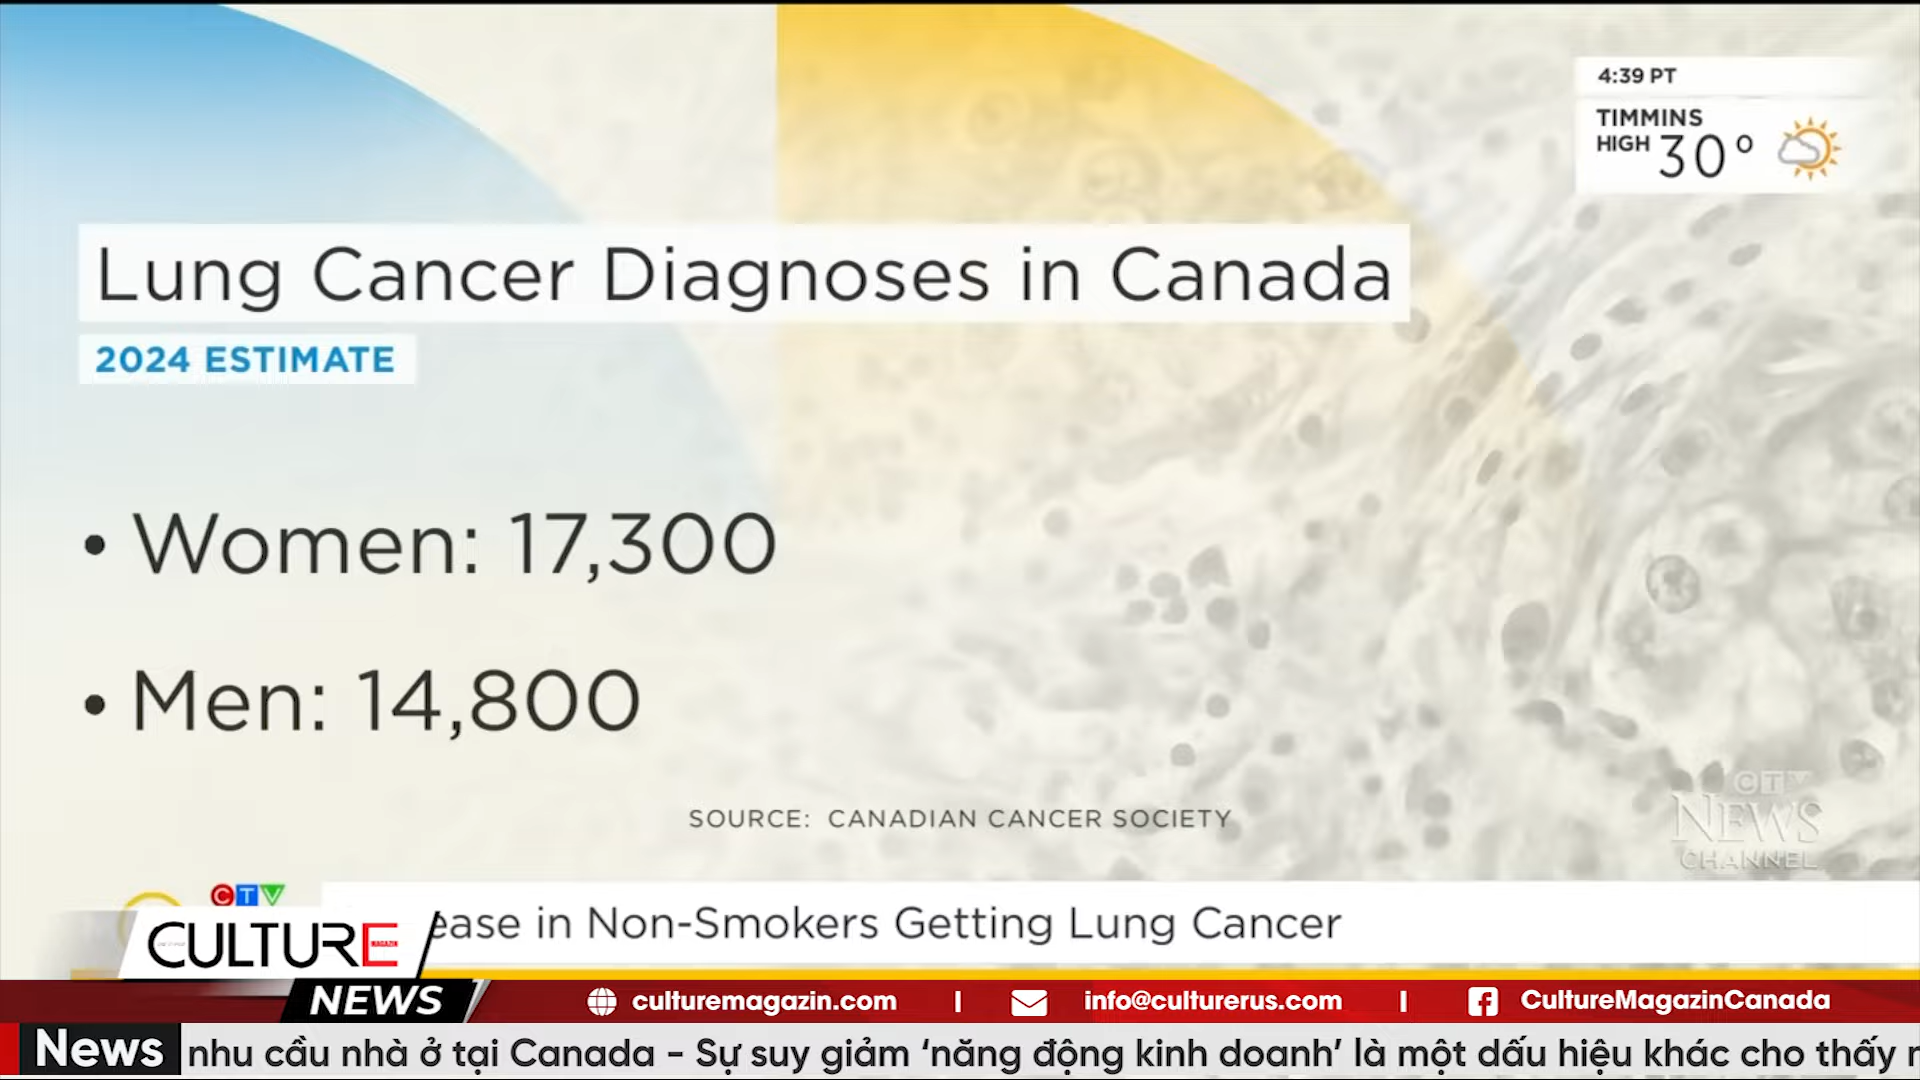 4:39 PT
TIMMINS
HIGH 30°
Lung Cancer Diagnoses in Canada
2024 ESTIMATE
• Women: 17,300
• Men: 14,800
SOURCE: CANADIAN CANCER SOCIETY
CTV
NEWS
CHANNEL
CTV
ease in Non-Smokers Getting Lung Cancer
CULTURE
NEWS
culturemagazin.com | info@culturerus.com | CultureMagazinCanada
News nhu cầu nhà ở tại Canada - Sự suy giảm ‘năng động kinh doanh’ là một dấu hiệu khác cho thấy